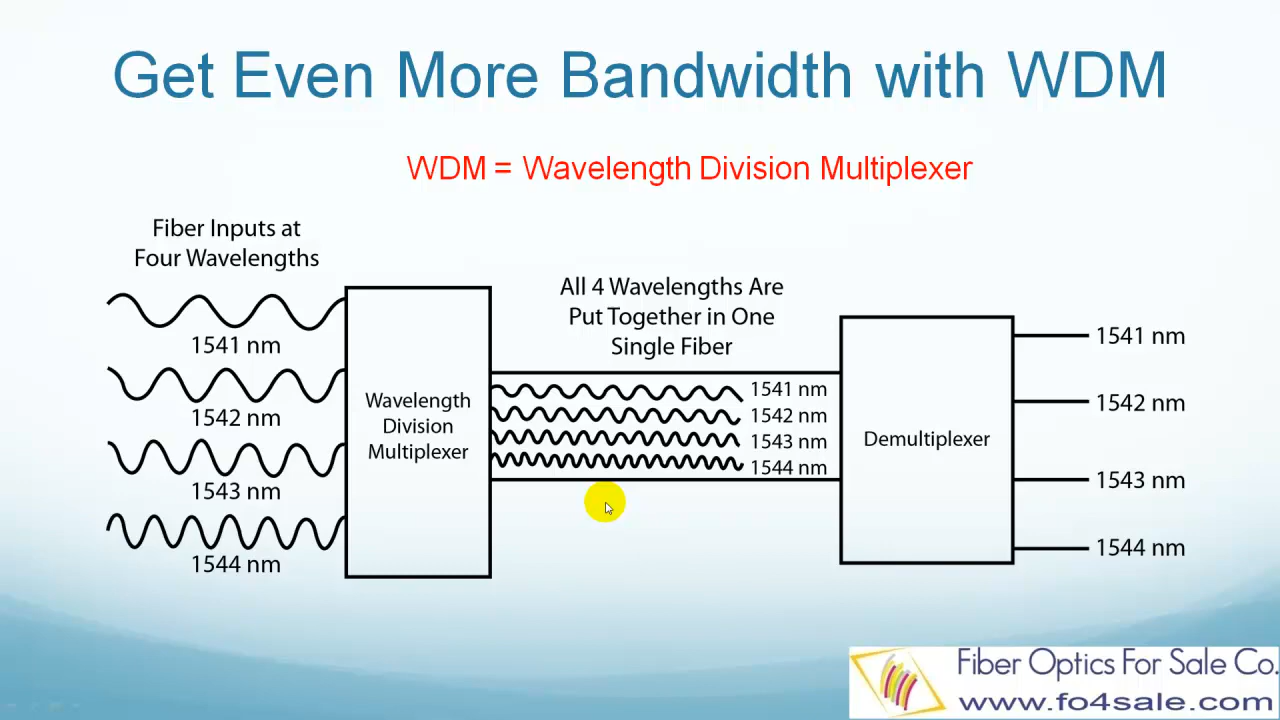 Get Even More Bandwidth with WDM
WDM = Wavelength Division Multiplexer
Fiber Inputs at
Four Wavelengths
1541 nm
1542 nm
1543 nm
1544 nm
Wavelength
Division
Multiplexer
All 4 Wavelengths Are
Put Together in One
Single Fiber
1541 nm
1542 nm
1543 nm
1544 nm
Demultiplexer
1541 nm
1542 nm
1543 nm
1544 nm
Fiber Optics For Sale Co.
www.fo4sale.com